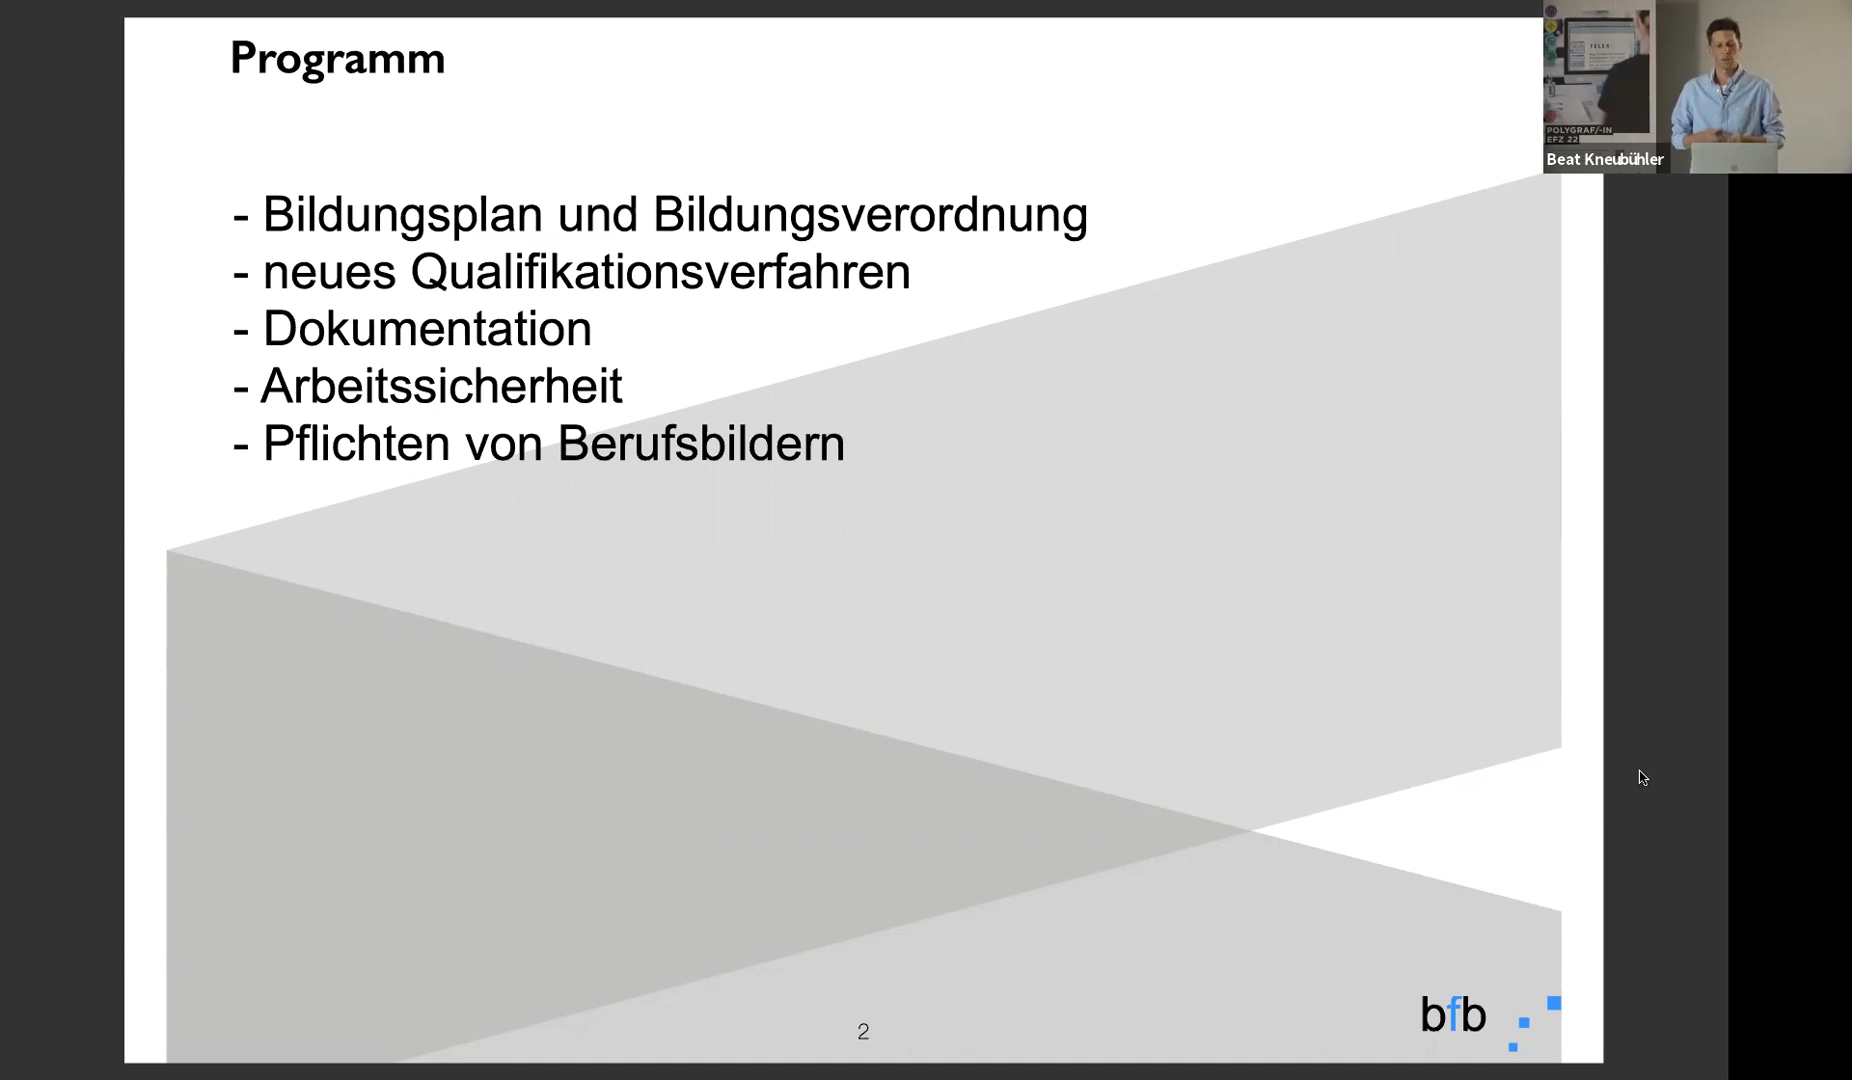 Programm
- Bildungsplan und Bildungsverordnung
- neues Qualifikationsverfahren
- Dokumentation
- Arbeitssicherheit
- Pflichten von Berufsbildern
2
bfb
TELEX·
POLYGRAF/-IN
EFZ 22
Beat Kneubühler